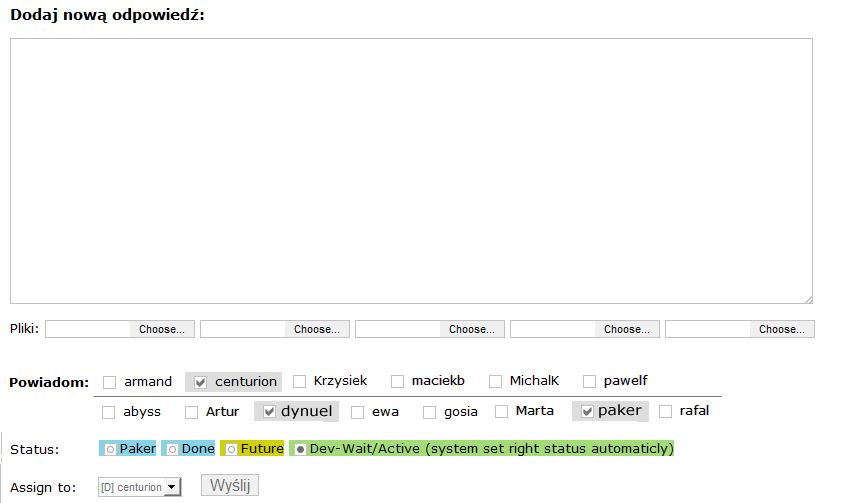 Dodaj nową odpowiedź:
Pliki: Choose... Choose... Choose... Choose... Choose...
Powiadom: armand centurion Krzysiek maciekb MichalK pawelf
abyss Artur dynuel ewa gosia Marta paker rafal
Status: Paker Done Future Dev-Wait/Active (system set right status automaticly)
Assign to: [D] centurion Wyślij